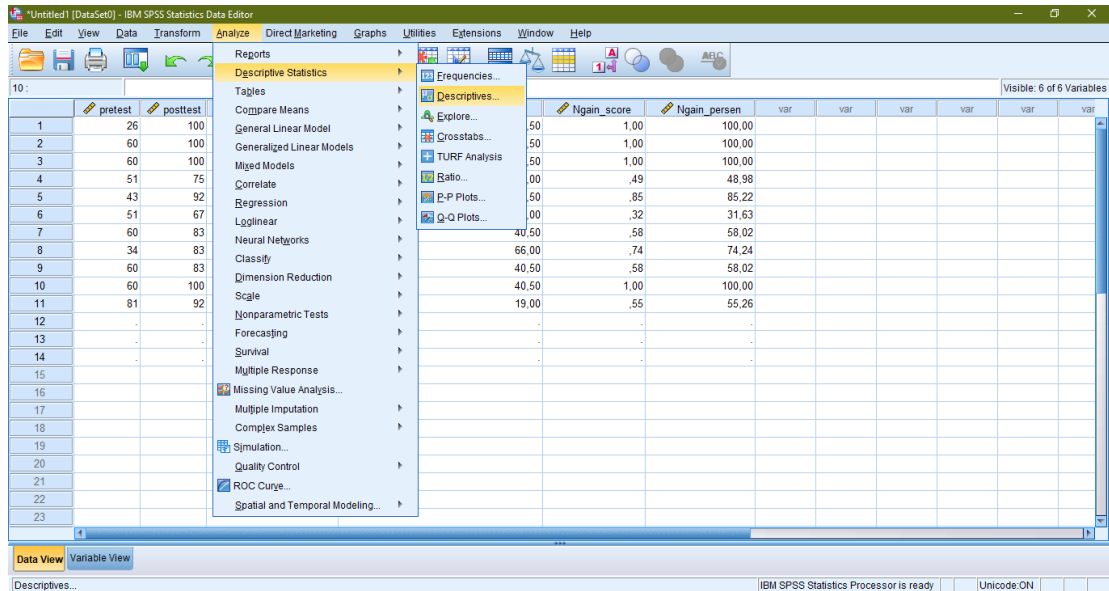 *Untitled1 [DataSet0] - IBM SPSS Statistics Data Editor
File Edit View Data Transform Analyze Direct Marketing Graphs Utilities Extensions Window Help
10 :
Visible: 6 of 6 Variables
Reports
Descriptive Statistics
Tables
Compare Means
General Linear Model
Generalized Linear Models
Mixed Models
Correlate
Regression
Loglinear
Neural Networks
Classify
Dimension Reduction
Scale
Nonparametric Tests
Forecasting
Survival
Multiple Response
Missing Value Analysis...
Multiple Imputation
Complex Samples
Simulation...
Quality Control
ROC Curve...
Spatial and Temporal Modeling...
Frequencies...
Descriptives...
Explore...
Crosstabs...
TURF Analysis
Ratio...
P-P Plots...
Q-Q Plots...
pretest posttest Ngain_score Ngain_persen var var var var var var
1 26 100 ,50 1,00 100,00
2 60 100 ,50 1,00 100,00
3 60 100 ,50 1,00 100,00
4 51 75 ,00 ,49 48,98
5 43 92 ,50 ,85 85,22
6 51 67 ,00 ,32 31,63
7 60 83 40,50 ,58 58,02
8 34 83 66,00 ,74 74,24
9 60 83 40,50 ,58 58,02
10 60 100 40,50 1,00 100,00
11 81 92 19,00 ,55 55,26
12 . . . . .
13 . . . . .
14 . . . . .
15
16
17
18
19
20
21
22
23
Data View Variable View
Descriptives...
IBM SPSS Statistics Processor is ready Unicode:ON